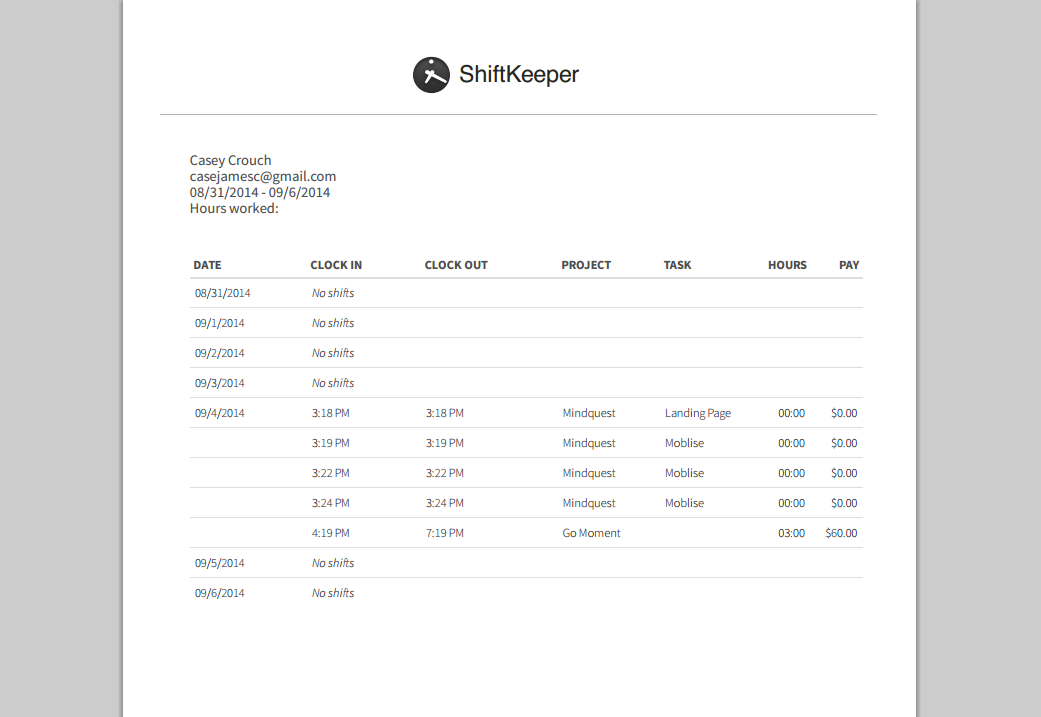 ShiftKeeper
Casey Crouch
casejamesc@gmail.com
08/31/2014 - 09/6/2014
Hours worked:
DATE CLOCK IN CLOCK OUT PROJECT TASK HOURS PAY
08/31/2014 No shifts
09/1/2014 No shifts
09/2/2014 No shifts
09/3/2014 No shifts
09/4/2014 3:18 PM 3:18 PM Mindquest Landing Page 00:00 $0.00
3:19 PM 3:19 PM Mindquest Moblise 00:00 $0.00
3:22 PM 3:22 PM Mindquest Moblise 00:00 $0.00
3:24 PM 3:24 PM Mindquest Moblise 00:00 $0.00
4:19 PM 7:19 PM Go Moment 03:00 $60.00
09/5/2014 No shifts
09/6/2014 No shifts